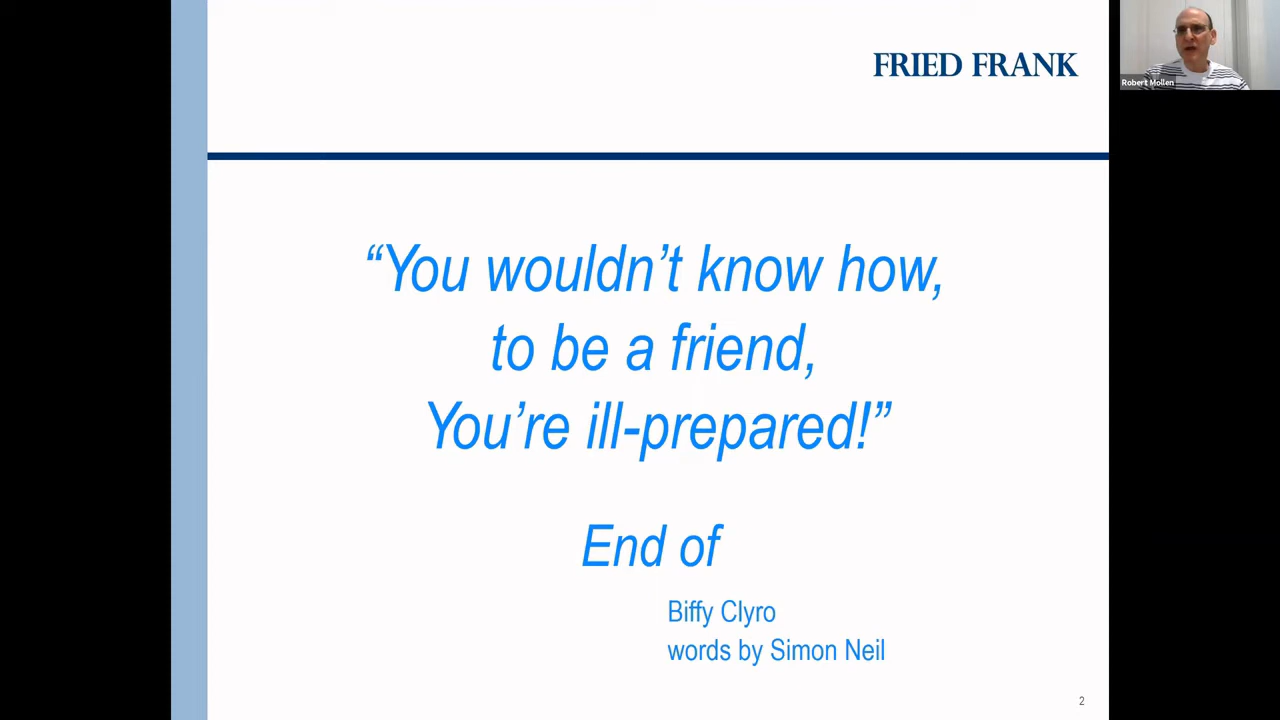 FRIED FRANK
Robert Mollen
“You wouldn’t know how,
to be a friend,
You’re ill-prepared!”
End of
Biffy Clyro
words by Simon Neil
2